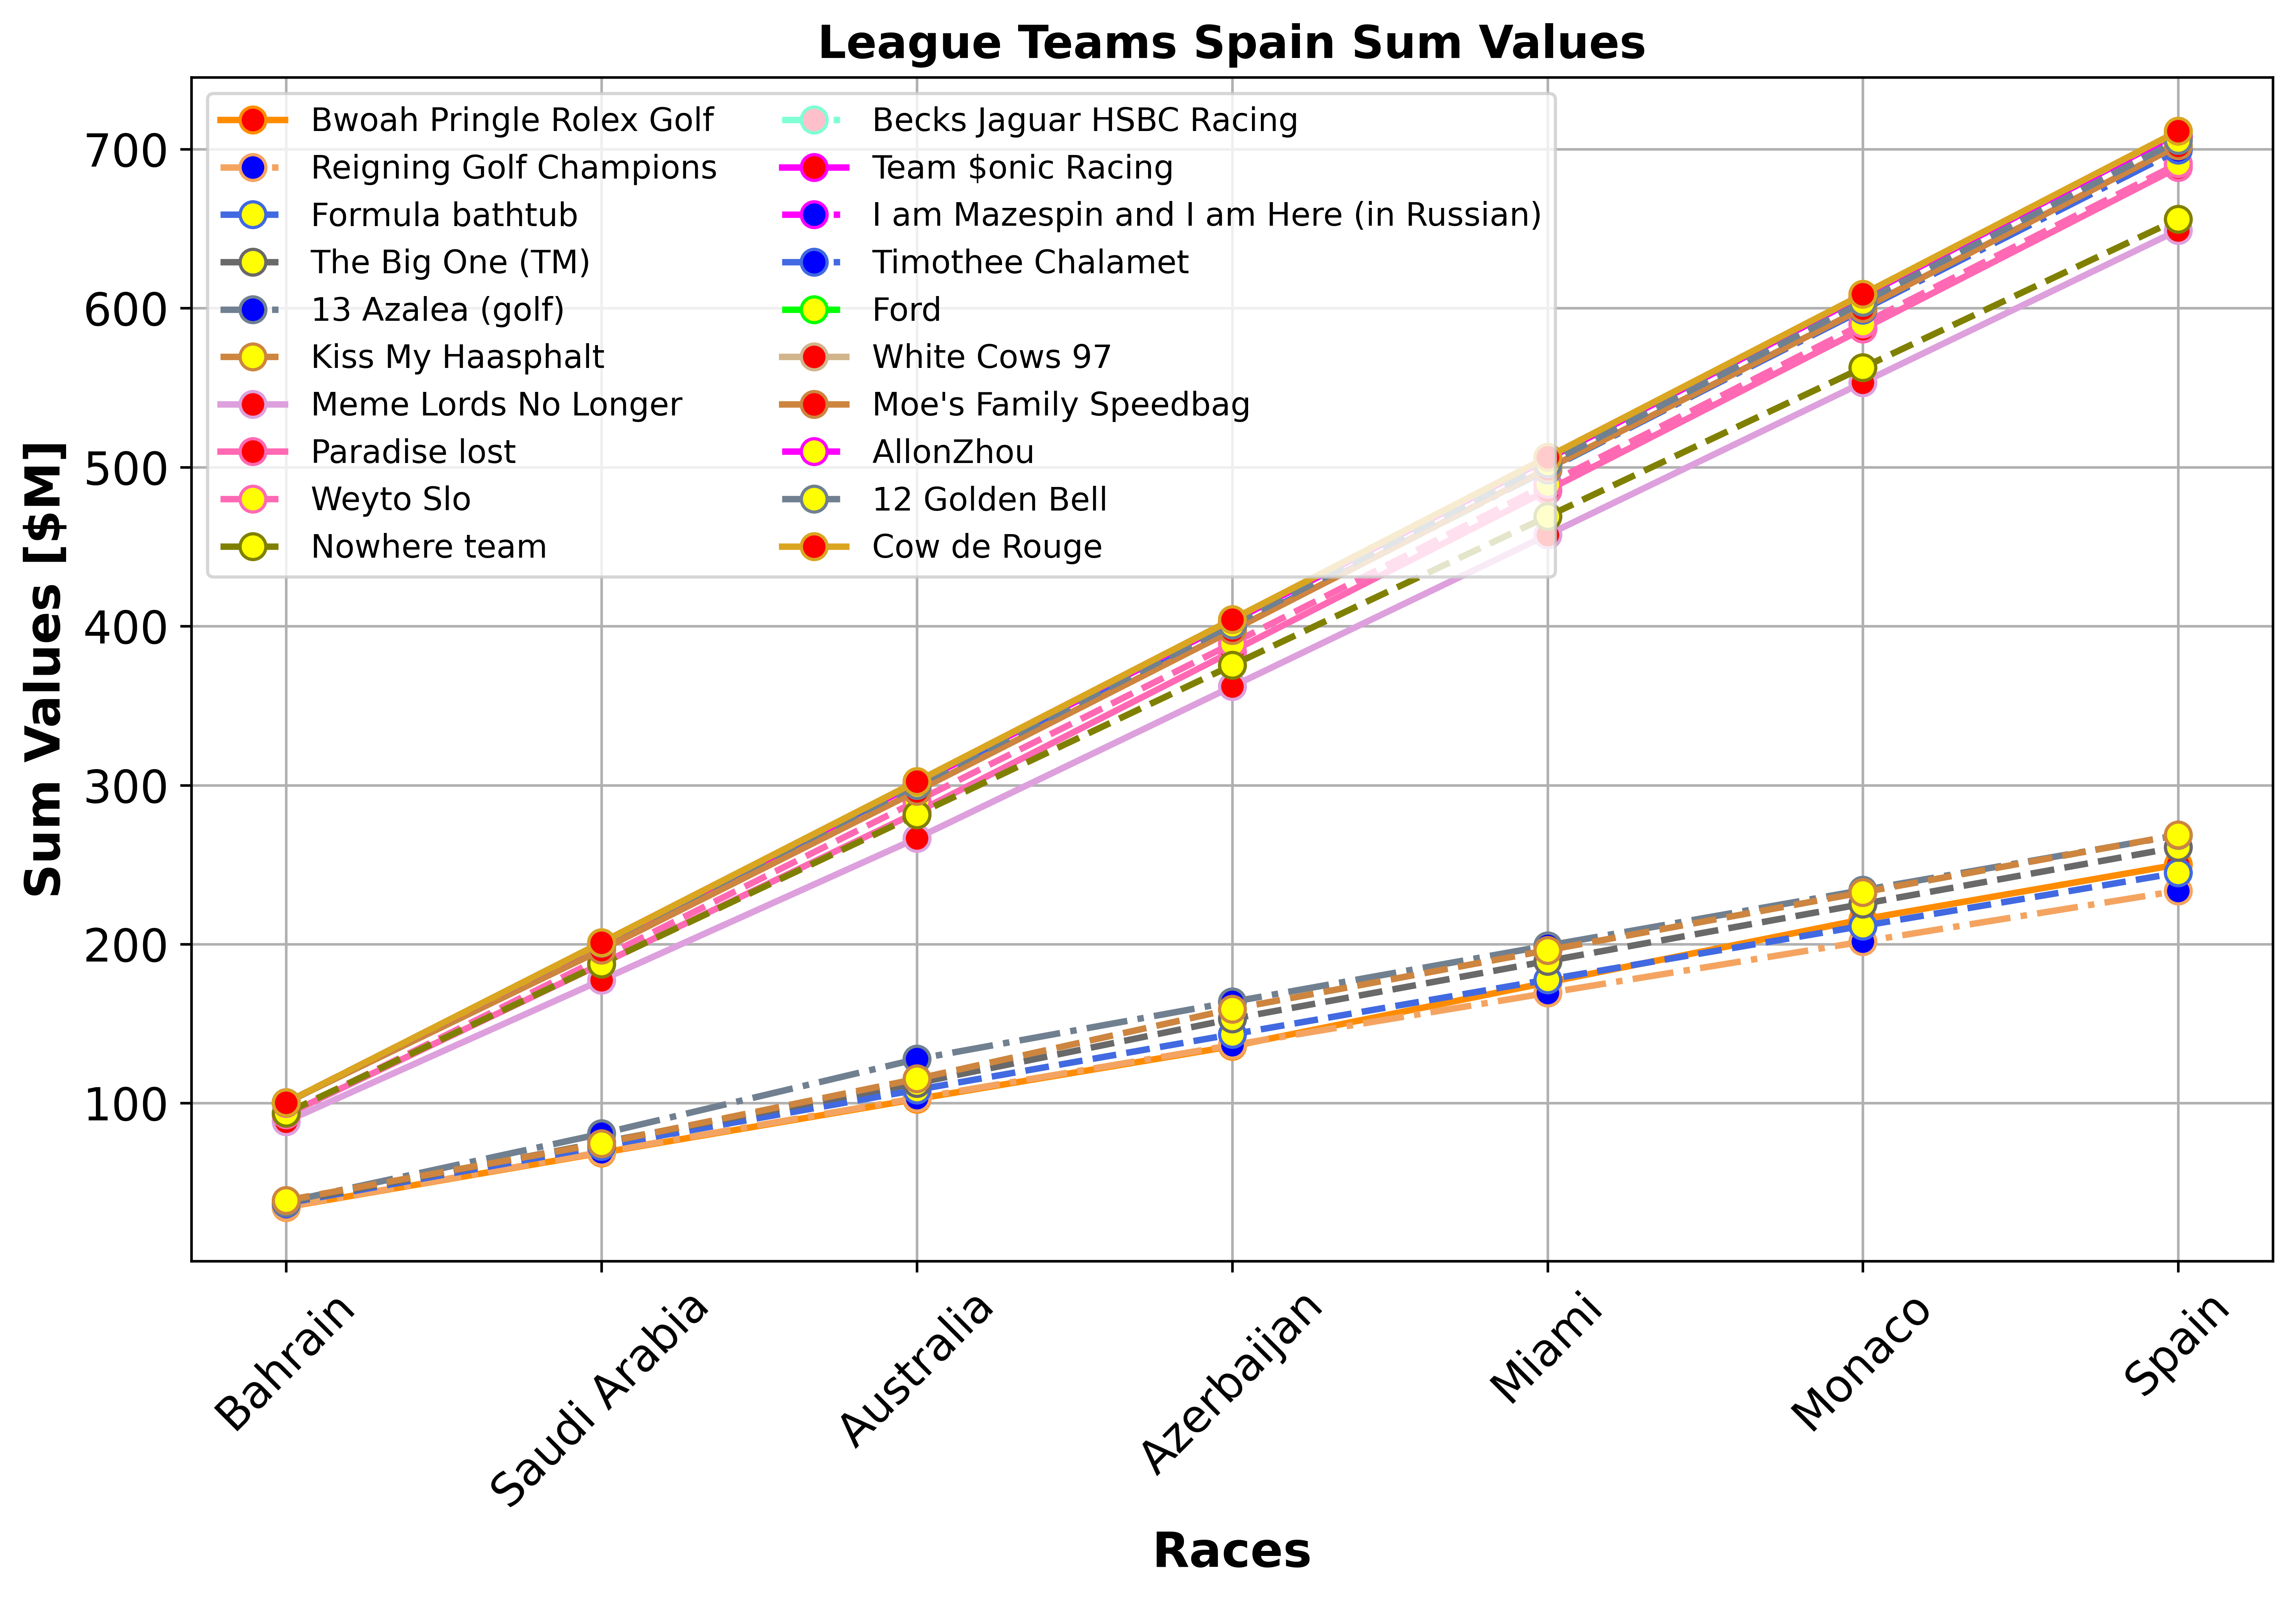 League Teams Spain Sum Values
Sum Values [$M]
700
600
500
400
300
200
100
Bwoah Pringle Rolex Golf
Reigning Golf Champions
Formula bathtub
The Big One (TM)
13 Azalea (golf)
Kiss My Haasphalt
Meme Lords No Longer
Paradise lost
Weyto Slo
Nowhere team
Becks Jaguar HSBC Racing
Team $onic Racing
I am Mazespin and I am Here (in Russian)
Timothee Chalamet
Ford
White Cows 97
Moe's Family Speedbag
AllonZhou
12 Golden Bell
Cow de Rouge
Bahrain
Saudi Arabia
Australia
Azerbaijan
Miami
Monaco
Spain
Races